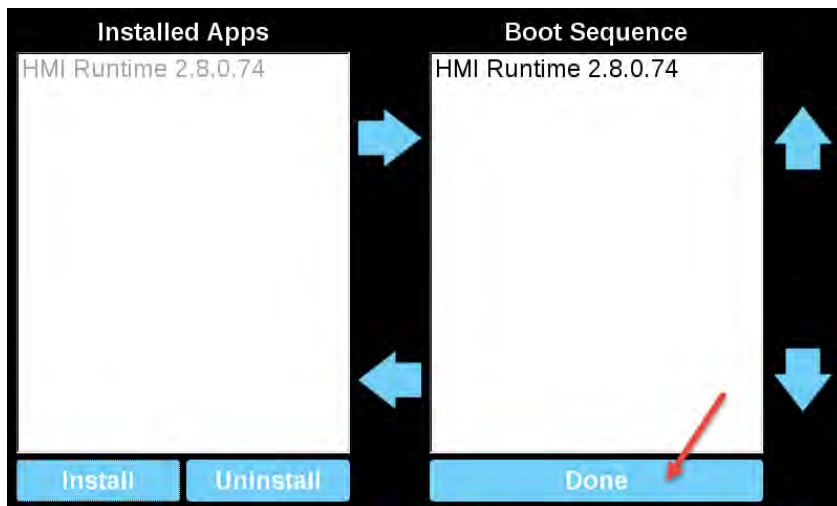 Installed Apps
HMI Runtime 2.8.0.74
Install
Uninstall
Boot Sequence
HMI Runtime 2.8.0.74
Done